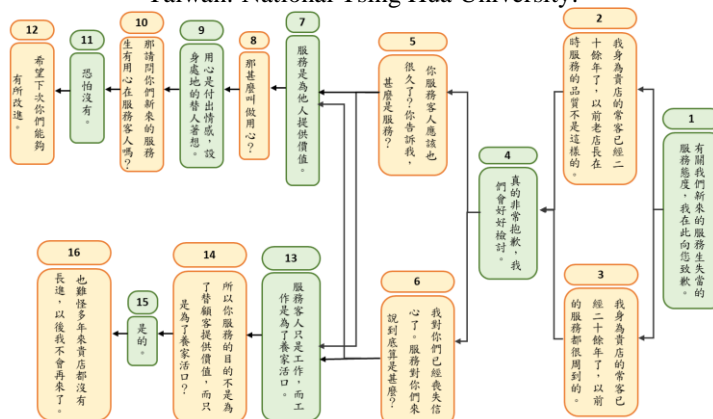 Taiwan: National Tsing Hua University.
1
有關我們新來的服務生失當的
服務態度，我在此向您致歉。
2
我身為貴店的常客已經二
十餘年了，以前老店長在
時服務的品質不是這樣的。
3
我身為貴店的常客已
經二十餘年了，以前
的服務都很周到的。
4
真的非常抱歉，我
們會好好檢討。
5
你服務客人應該也
很久了？你告訴我，
甚麼是服務？
6
我對你們已經喪失信
心了。服務對你們來
說到底算是甚麼？
7
服務是為他人提供價值。
8
那甚麼叫做用心？
9
用心是付出情感，設
身處地的替人著想。
10
那請問你們新來的服務
生有用心在服務客人嗎？
11
恐怕沒有。
12
希望下次你們能夠
有所改進。
13
服務客人只是工作，而工
作是為了養家活口。
14
所以你服務的目的不是為
了替顧客提供價值，而只
是為了養家活口？
15
是的。
16
也難怪多年來貴店都沒有
長進，以後我不會再來了。